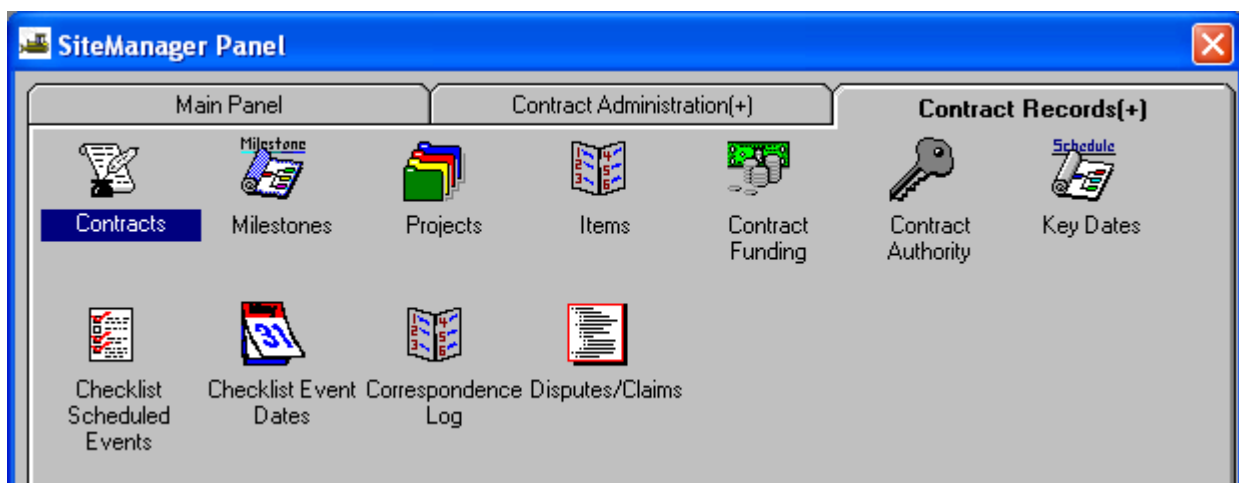 SiteManager Panel
Main Panel
Contract Administration(+)
Contract Records(+)
Milestone
Schedule
Contracts
Milestones
Projects
Items
Contract
Funding
Contract
Authority
Key Dates
31
Checklist
Scheduled
Events
Checklist Event
Dates
Correspondence
Log
Disputes/Claims